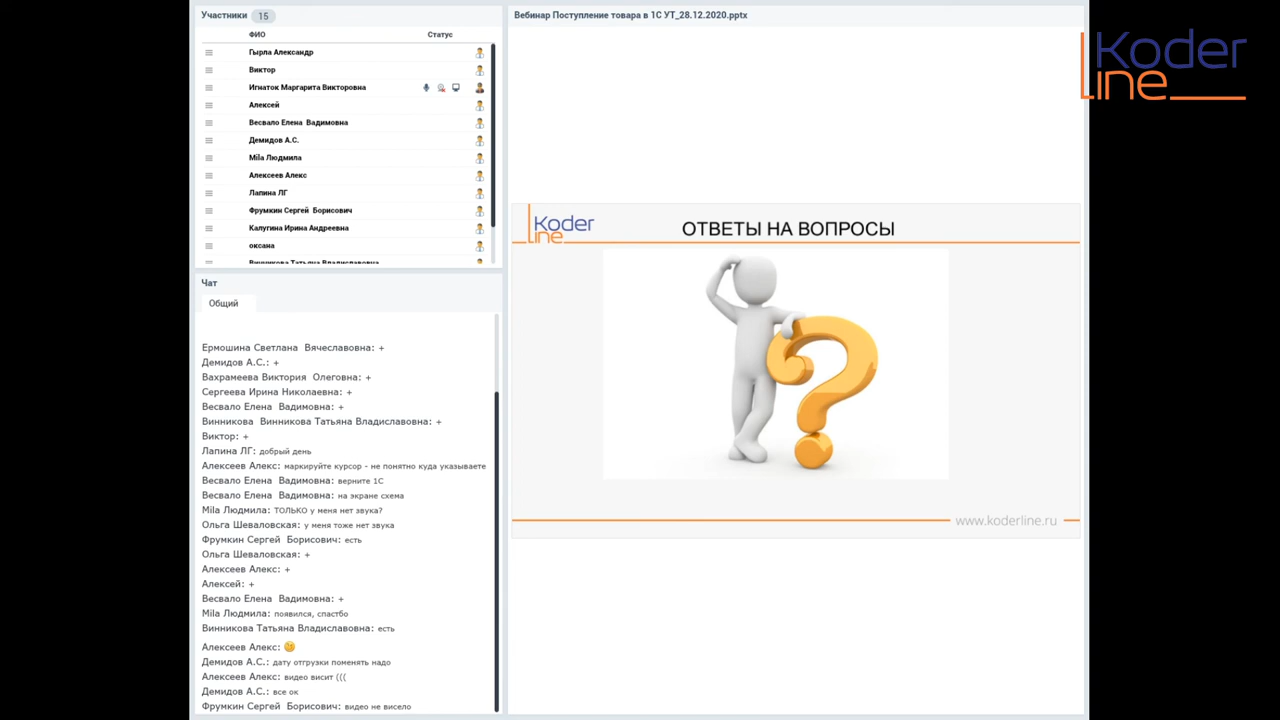 Участники 15
ФИО Статус
Гырла Александр
Виктор
Игнаток Маргарита Викторовна
Алексей
Весвало Елена Вадимовна
Демидов А.С.
Mila Людмила
Алексеев Алекс
Лапина ЛГ
Фрумкин Сергей Борисович
Калугина Ирина Андреевна
оксана
Винникова Татьяна Владиславовна
Чат
Общий
Ермошина Светлана Вячеславовна: +
Демидов А.С.: +
Вахрамеева Виктория Олеговна: +
Сергеева Ирина Николаевна: +
Весвало Елена Вадимовна: +
Винникова Винникова Татьяна Владиславовна: +
Виктор: +
Лапина ЛГ: добрый день
Алексеев Алекс: маркируйте курсор - не понятно куда указываете
Весвало Елена Вадимовна: верните 1С
Весвало Елена Вадимовна: на экране схема
Mila Людмила: ТОЛЬКО у меня нет звука?
Ольга Шеваловская: у меня тоже нет звука
Фрумкин Сергей Борисович: есть
Ольга Шеваловская: +
Алексеев Алекс: +
Алексей: +
Весвало Елена Вадимовна: +
Mila Людмила: появился, спастбо
Винникова Татьяна Владиславовна: есть
Алексеев Алекс:
Демидов А.С.: дату отгрузки поменять надо
Алексеев Алекс: видео висит (((
Демидов А.С.: все ок
Фрумкин Сергей Борисович: видео не висело
Вебинар Поступление товара в 1С УТ_28.12.2020.pptx
Koder
Line
ОТВЕТЫ НА ВОПРОСЫ
www.koderline.ru
Koder
Line